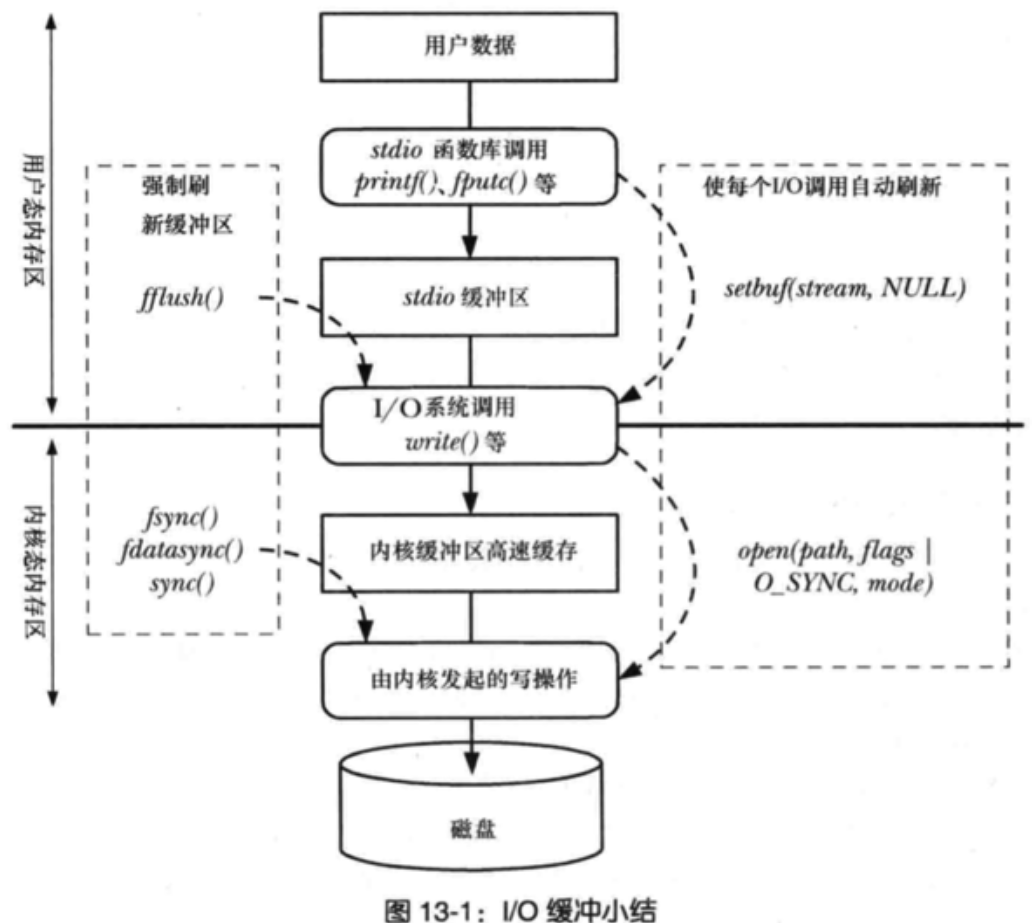 用户数据
stdio 函数库调用
printf()、fputc() 等
用户态内存区
强制刷
新缓冲区
使每个I/O调用自动刷新
fflush()
stdio 缓冲区
setbuf(stream, NULL)
I/O系统调用
write() 等
内核态内存区
fsync()
fdatasync()
sync()
内核缓冲区高速缓存
open(path, flags |
O_SYNC, mode)
由内核发起的写操作
磁盘
图 13-1：I/O 缓冲小结